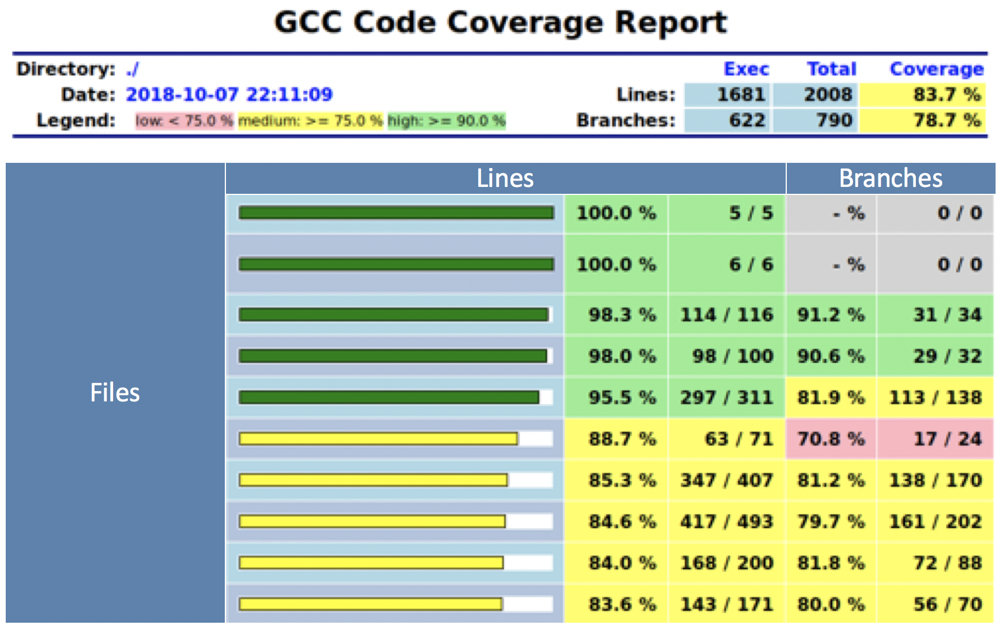 GCC Code Coverage Report
Directory: ./ Exec Total Coverage
Date: 2018-10-07 22:11:09 Lines: 1681 2008 83.7 %
Legend: low: < 75.0 % medium: >= 75.0 % high: >= 90.0 % Branches: 622 790 78.7 %
Lines Branches
100.0 % 5 / 5 - % 0 / 0
100.0 % 6 / 6 - % 0 / 0
98.3 % 114 / 116 91.2 % 31 / 34
98.0 % 98 / 100 90.6 % 29 / 32
Files 95.5 % 297 / 311 81.9 % 113 / 138
88.7 % 63 / 71 70.8 % 17 / 24
85.3 % 347 / 407 81.2 % 138 / 170
84.6 % 417 / 493 79.7 % 161 / 202
84.0 % 168 / 200 81.8 % 72 / 88
83.6 % 143 / 171 80.0 % 56 / 70